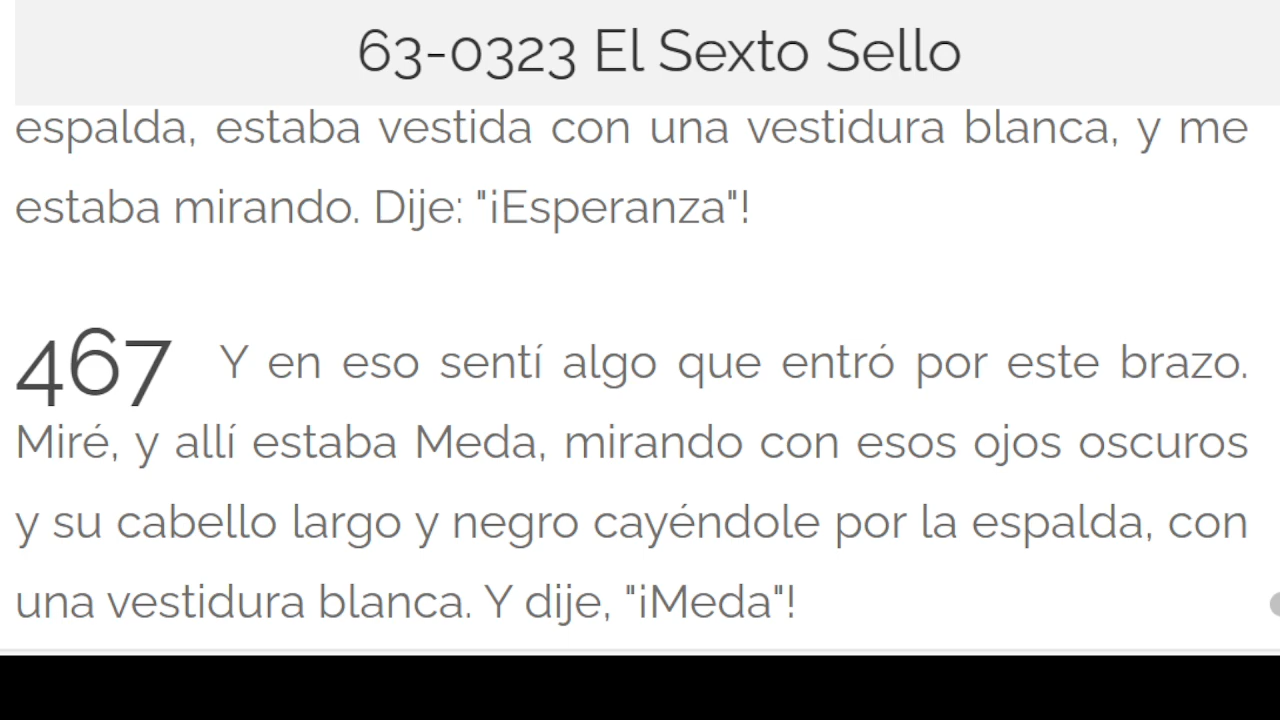 63-0323 El Sexto Sello
espalda, estaba vestida con una vestidura blanca, y me
estaba mirando. Dije: "¡Esperanza"!
467 Y en eso sentí algo que entró por este brazo.
Miré, y allí estaba Meda, mirando con esos ojos oscuros
y su cabello largo y negro cayéndole por la espalda, con
una vestidura blanca. Y dije, "¡Meda"!